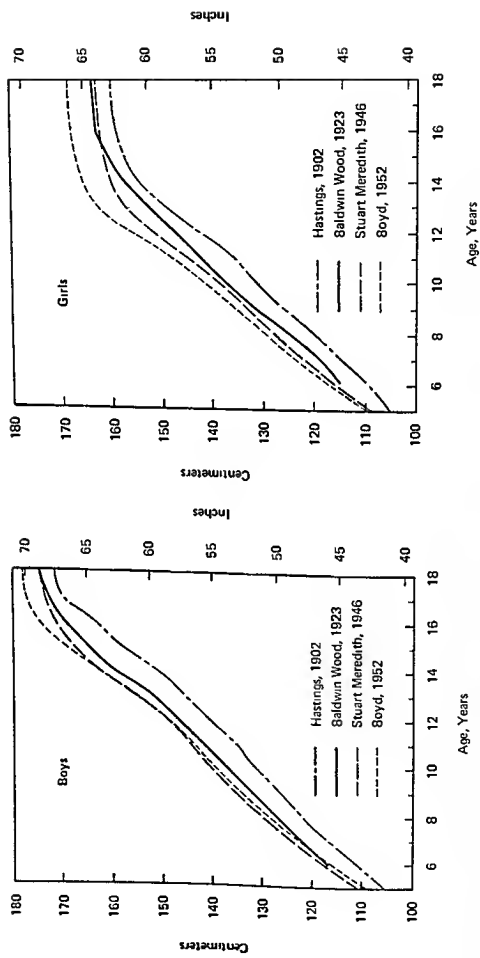 Boys
Centimeters
180
170
160
150
140
130
120
110
100
Inches
70
65
60
55
50
45
40
6
8
10
12
14
16
18
Age, Years
Hastings, 1902
Baldwin Wood, 1923
Stuart Meredith, 1946
Boyd, 1952
Girls
Centimeters
180
170
160
150
140
130
120
110
100
Inches
70
65
60
55
50
45
40
6
8
10
12
14
16
18
Age, Years
Hastings, 1902
Baldwin Wood, 1923
Stuart Meredith, 1946
Boyd, 1952